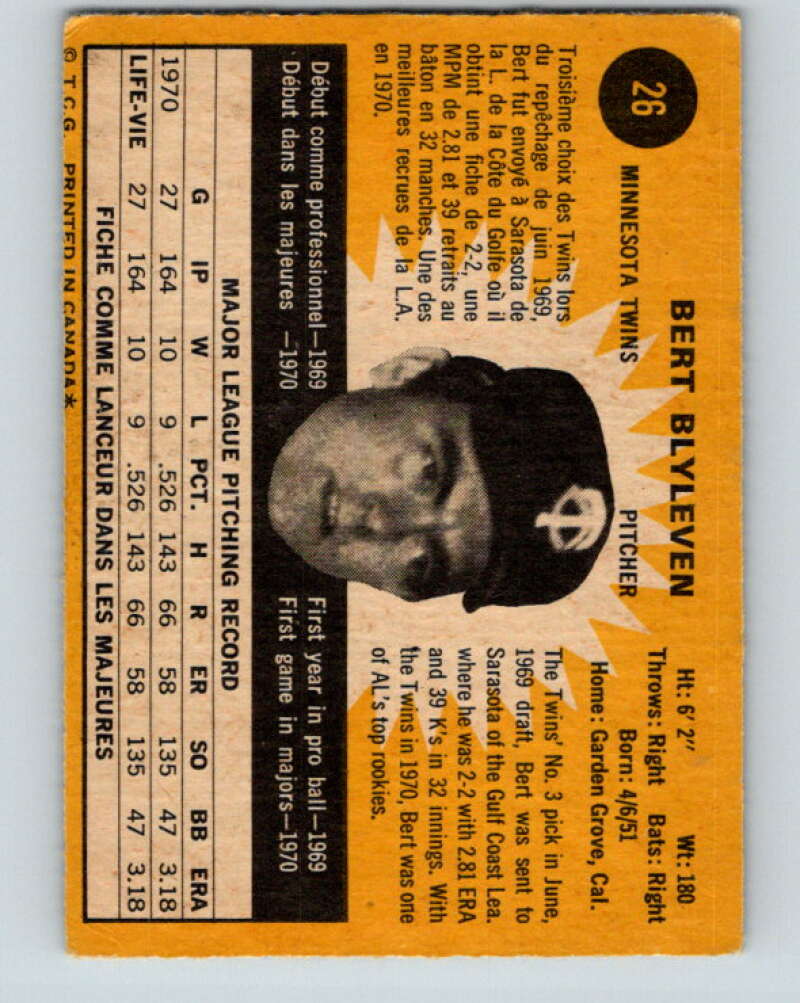 26
BERT BLYLEVEN
MINNESOTA TWINS
PITCHER
Ht: 6' 2" Wt: 180
Throws: Right Bats: Right
Born: 4/6/51
Home: Garden Grove, Cal.
Troisième choix des Twins lors
du repêchage de juin 1969,
Bert fut envoyé à Sarasota de
la L. de la Côte du Golfe où il
obtint une fiche de 2-2, une
MPM de 2.81 et 39 retraits au
bâton en 32 manches. Une des
meilleures recrues de la L.A.
en 1970.
The Twins' No. 3 pick in June,
1969 draft, Bert was sent to
Sarasota of the Gulf Coast Lea.
where he was 2-2 with 2.81 ERA
and 39 K's in 32 innings. With
the Twins in 1970, Bert was one
of AL's top rookies.
Début comme professionnel—1969
Début dans les majeures —1970
First year in pro ball—1969
First game in majors—1970
MAJOR LEAGUE PITCHING RECORD
G IP W L PCT. H R ER SO BB ERA
1970 27 164 10 9 .526 143 66 58 135 47 3.18
LIFE-VIE 27 164 10 9 .526 143 66 58 135 47 3.18
FICHE COMME LANCEUR DANS LES MAJEURES
© T.C.G. PRINTED IN CANADA*